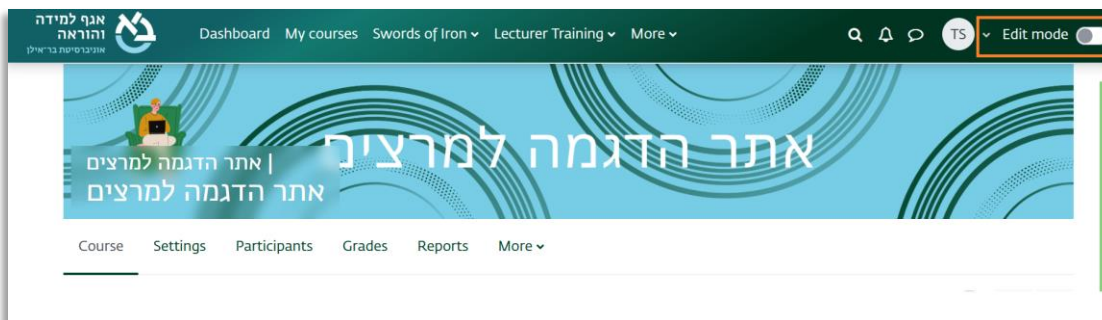 אגף למידה
והוראה
אוניברסיטת בר־אילן
Dashboard My courses Swords of Iron Lecturer Training More TS Edit mode
אתר הדגמה למרצים
| אתר הדגמה למרצים
אתר הדגמה למרצים
Course Settings Participants Grades Reports More